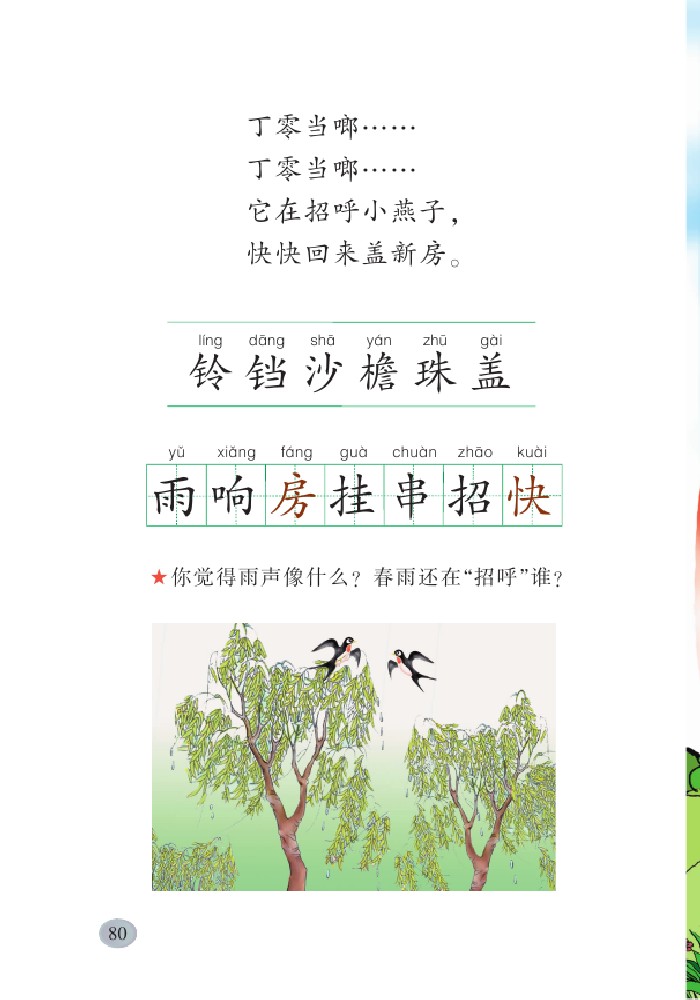 丁零当啷……
丁零当啷……
它在招呼小燕子，
快快回来盖新房。
líng dāng shā yán zhū gài
铃铛沙檐珠盖
yǔ xiǎng fáng guà chuàn zhāo kuài
雨响房挂串招快
★你觉得雨声像什么？春雨还在“招呼”谁？
80